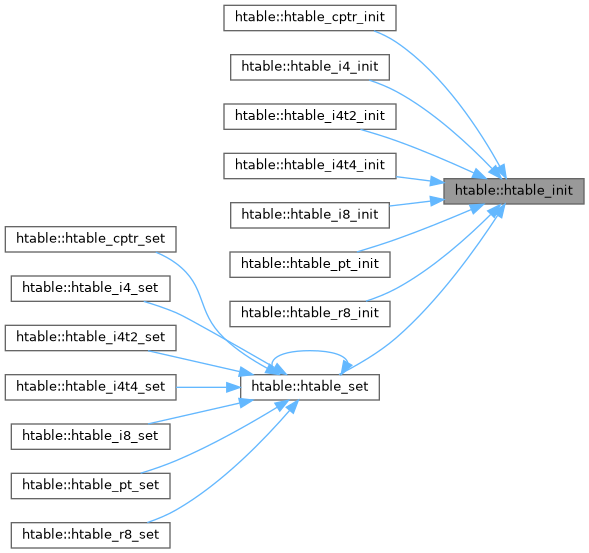 htable::htable_cptr_init
htable::htable_i4_init
htable::htable_i4t2_init
htable::htable_i4t4_init
htable::htable_init
htable::htable_i8_init
htable::htable_cptr_set
htable::htable_pt_init
htable::htable_i4_set
htable::htable_r8_init
htable::htable_i4t2_set
htable::htable_i4t4_set
htable::htable_set
htable::htable_i8_set
htable::htable_pt_set
htable::htable_r8_set